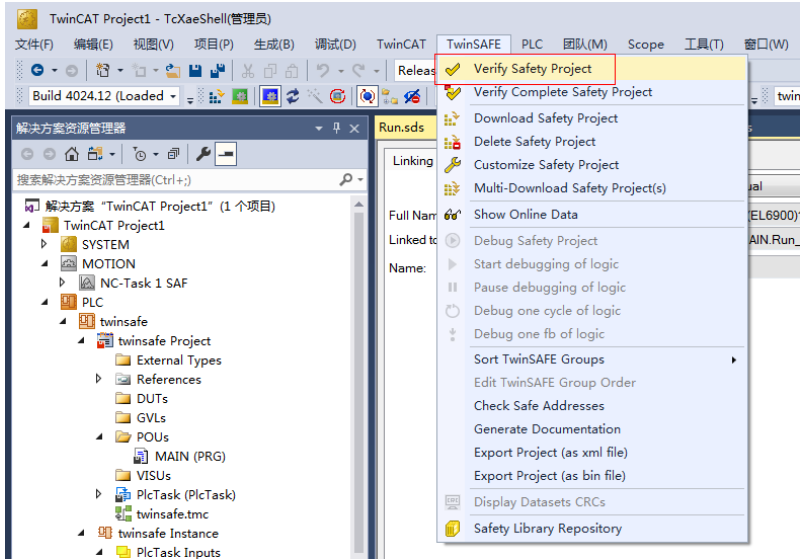 TwinCAT Project1 - TcXaeShell(管理员)
文件(F) 编辑(E) 视图(V) 项目(P) 生成(B) 调试(D) TwinCAT TwinSAFE PLC 团队(M) Scope 工具(T) 窗口(W)
Releas
Build 4024.12 (Loaded
twin
解决方案资源管理器
搜索解决方案资源管理器(Ctrl+;)
解决方案 "TwinCAT Project1" (1 个项目)
TwinCAT Project1
SYSTEM
MOTION
NC-Task 1 SAF
PLC
twinsafe
twinsafe Project
External Types
References
DUTs
GVLs
POUs
MAIN (PRG)
VISUs
PlcTask (PlcTask)
twinsafe.tmc
twinsafe Instance
PlcTask Inputs
Run.sds
Linking
Full Nam
Linked to
Name:
ual
(EL6900)
AIN.Run_
Verify Safety Project
Verify Complete Safety Project
Download Safety Project
Delete Safety Project
Customize Safety Project
Multi-Download Safety Project(s)
Show Online Data
Debug Safety Project
Start debugging of logic
Pause debugging of logic
Debug one cycle of logic
Debug one fb of logic
Sort TwinSAFE Groups
Edit TwinSAFE Group Order
Check Safe Addresses
Generate Documentation
Export Project (as xml file)
Export Project (as bin file)
Display Datasets CRCs
Safety Library Repository